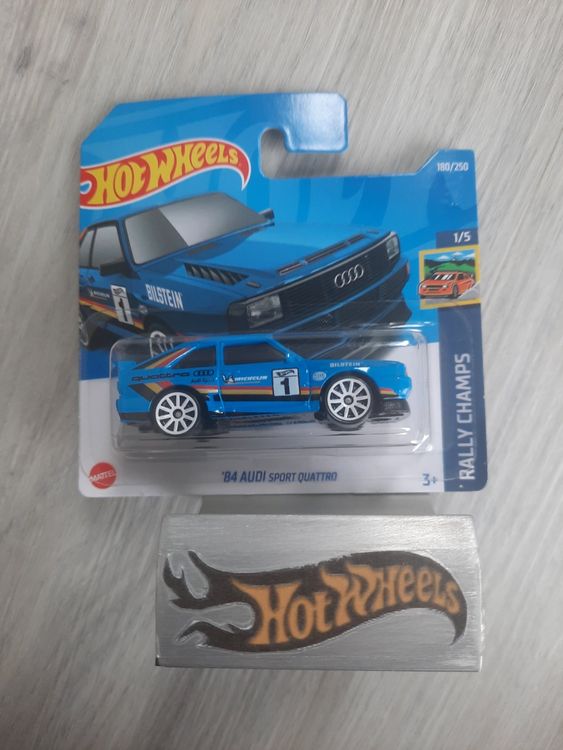 HOT WHEELS
180/250
1/5
BILSTEIN
1
quattro
MICHELIN
1
BILSTEIN
RALLY CHAMPS
MATTEL
'84 AUDI SPORT QUATTRO
3+
HOT WHEELS